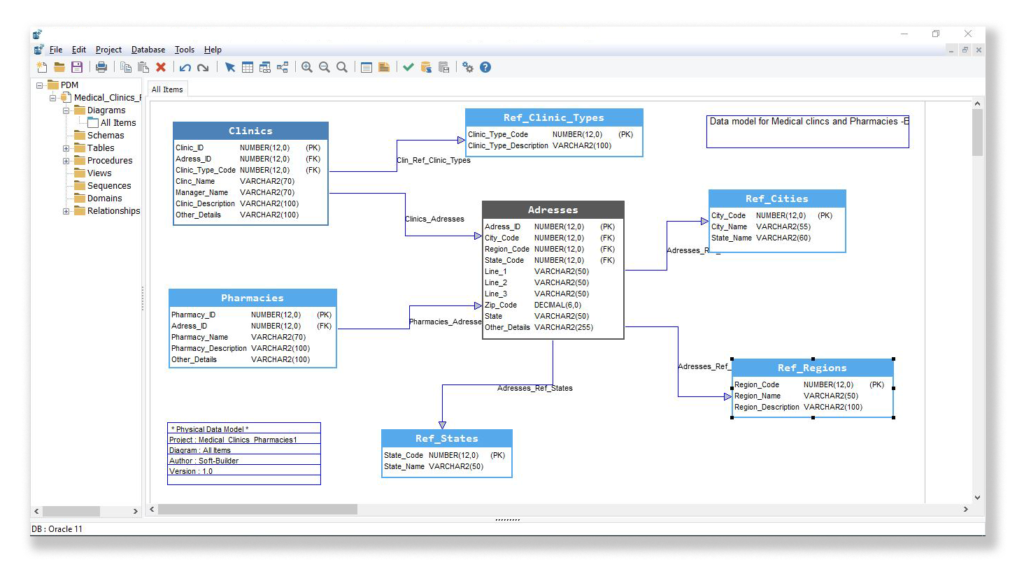 File Edit Project Database Tools Help
PDM
Medical_Clinics_
Diagrams
All Items
Schemas
Tables
Procedures
Views
Sequences
Domains
Relationships
All Items
Clinics
Clinic_ID NUMBER(12,0) (PK)
Adress_ID NUMBER(12,0) (FK)
Clinic_Type_Code NUMBER(12,0) (FK)
Clinc_Name VARCHAR2(70)
Manager_Name VARCHAR2(70)
Clinic_Description VARCHAR2(100)
Other_Details VARCHAR2(100)
Ref_Clinic_Types
Clinic_Type_Code NUMBER(12,0) (PK)
Clinic_Type_Description VARCHAR2(100)
Data model for Medical clincs and Pharmacies -E
Clin_Ref_Clinic_Types
Clinics_Adresses
Adresses
Adress_ID NUMBER(12,0) (PK)
City_Code NUMBER(12,0) (FK)
Region_Code NUMBER(12,0) (FK)
State_Code NUMBER(12,0) (FK)
Line_1 VARCHAR2(50)
Line_2 VARCHAR2(50)
Line_3 VARCHAR2(50)
Zip_Code DECIMAL(6,0)
State VARCHAR2(50)
Other_Details VARCHAR2(255)
Ref_Cities
City_Code NUMBER(12,0) (PK)
City_Name VARCHAR2(55)
State_Name VARCHAR2(60)
Adresses_R
Pharmacies
Pharmacy_ID NUMBER(12,0) (PK)
Adress_ID NUMBER(12,0) (FK)
Pharmacy_Name VARCHAR2(70)
Pharmacy_Description VARCHAR2(100)
Other_Details VARCHAR2(100)
Pharmacies_Adresse
Adresses_Ref_
Ref_Regions
Region_Code NUMBER(12,0) (PK)
Region_Name VARCHAR2(50)
Region_Description VARCHAR2(100)
Adresses_Ref_States
Ref_States
State_Code NUMBER(12,0) (PK)
State_Name VARCHAR2(50)
* Physical Data Model *
Project : Medical_Clinics_Pharmacies1
Diagram : All Items
Author : Soft-Builder
Version : 1.0
DB : Oracle 11